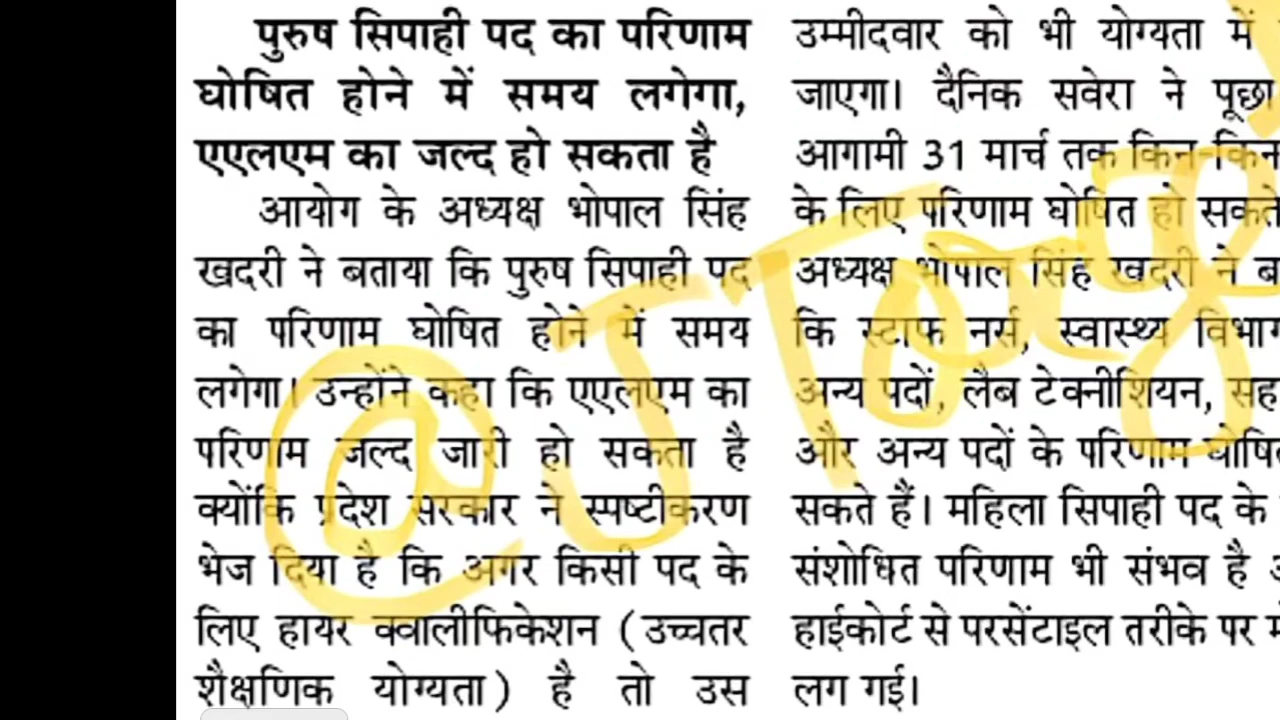 पुरुष सिपाही पद का परिणाम
घोषित होने में समय लगेगा,
एएलएम का जल्द हो सकता है
आयोग के अध्यक्ष भोपाल सिंह
खदरी ने बताया कि पुरुष सिपाही पद
का परिणाम घोषित होने में समय
लगेगा। उन्होंने कहा कि एएलएम का
परिणाम जल्द जारी हो सकता है
क्योंकि प्रदेश सरकार ने स्पष्टीकरण
भेज दिया है कि अगर किसी पद के
लिए हायर क्वालीफिकेशन (उच्चतर
शैक्षणिक योग्यता) है तो उस
उम्मीदवार को भी योग्यता में
जाएगा। दैनिक सवेरा ने पूछा
आगामी 31 मार्च तक किन-किन
के लिए परिणाम घोषित हो सकते
अध्यक्ष भोपाल सिंह खदरी ने
कि स्टाफ नर्स, स्वास्थ्य विभाग
अन्य पदों, लैब टेक्नीशियन,
और अन्य पदों के परिणाम
सकते हैं। महिला सिपाही पद के
संशोधित परिणाम भी संभव है
हाईकोर्ट से परसेंटाइल तरीके पर
लग गई।